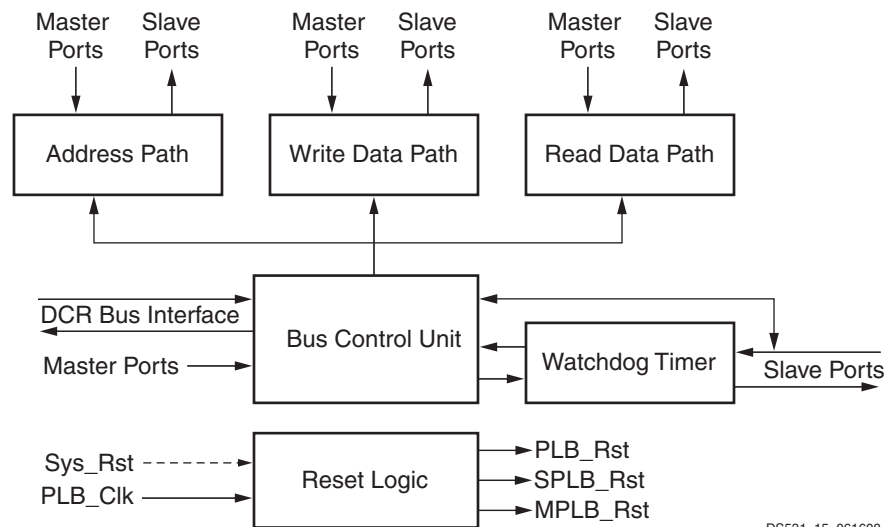 Master Ports
Slave Ports
Master Ports
Slave Ports
Master Ports
Slave Ports
Address Path
Write Data Path
Read Data Path
DCR Bus Interface
Bus Control Unit
Master Ports
Watchdog Timer
Slave Ports
Sys_Rst
PLB_Clk
Reset Logic
PLB_Rst
SPLB_Rst
MPLB_Rst